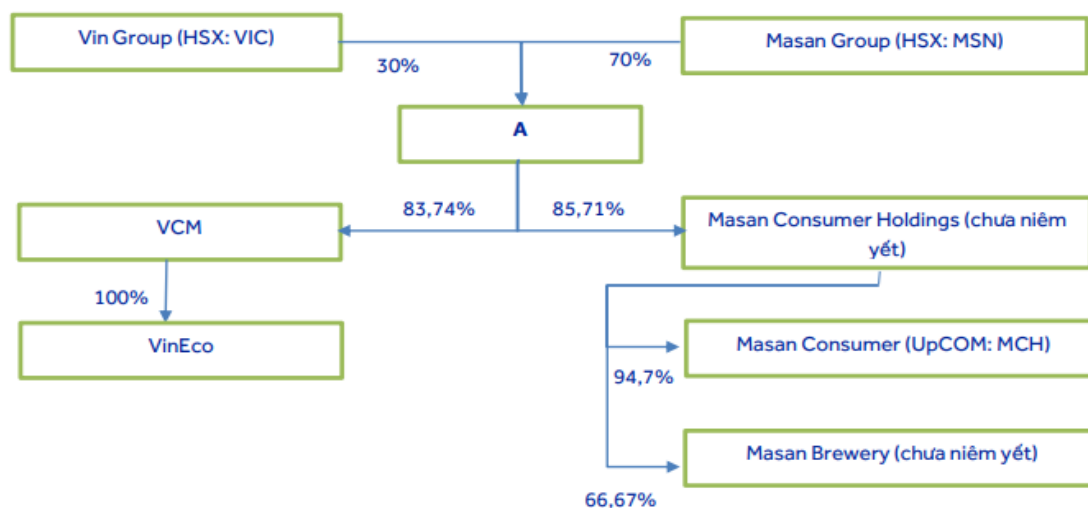 Vin Group (HSX: VIC)
Masan Group (HSX: MSN)
30%
70%
A
83,74%
85,71%
VCM
Masan Consumer Holdings (chưa niêm
yết)
100%
VinEco
Masan Consumer (UpCOM: MCH)
94,7%
Masan Brewery (chưa niêm yết)
66,67%